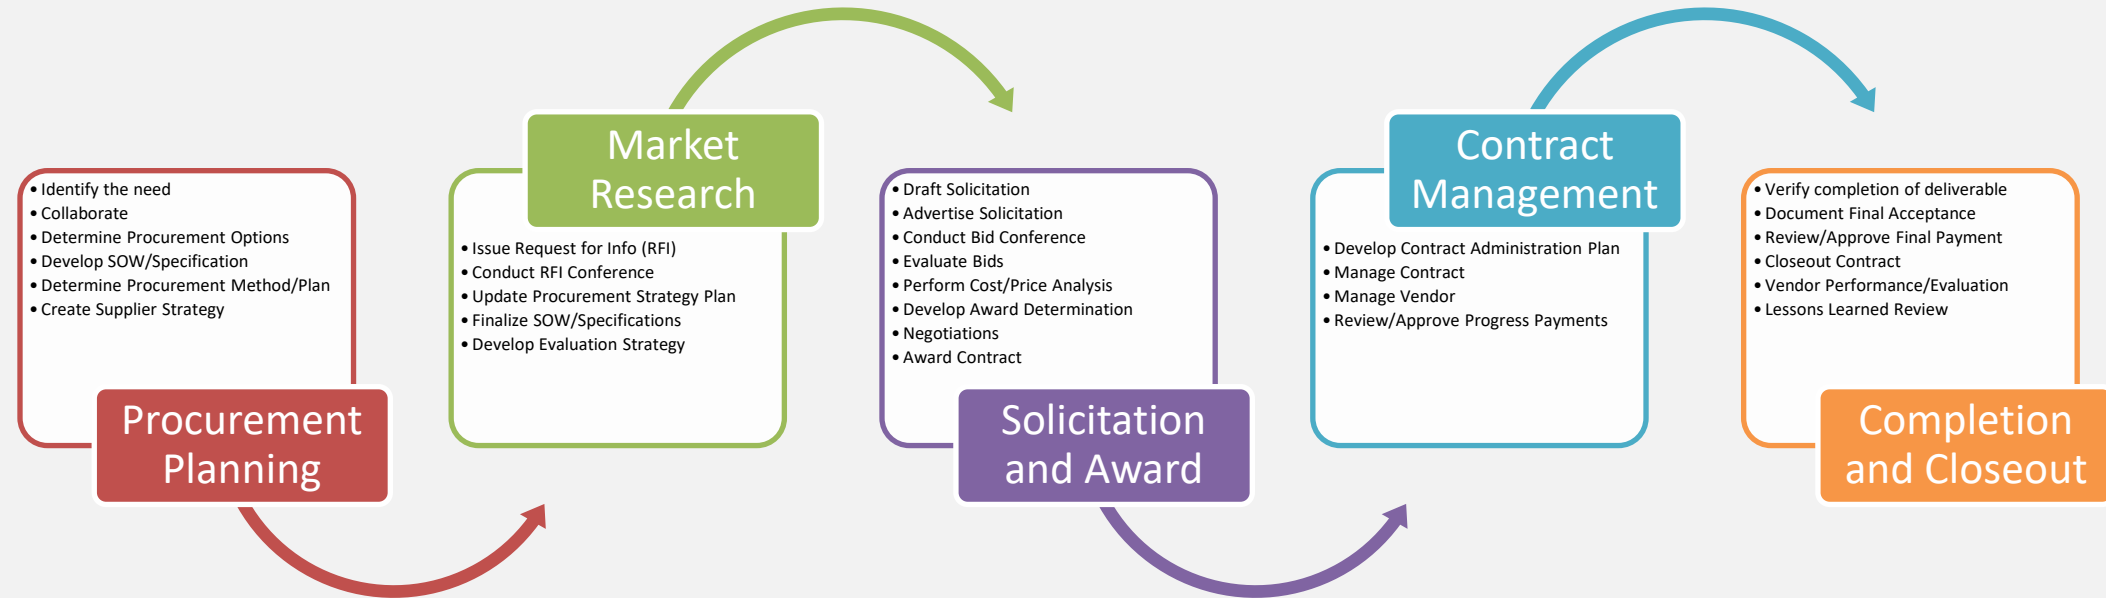 • Identify the need
• Collaborate
• Determine Procurement Options
• Develop SOW/Specification
• Determine Procurement Method/Plan
• Create Supplier Strategy
Procurement
Planning
Market
Research
• Issue Request for Info (RFI)
• Conduct RFI Conference
• Update Procurement Strategy Plan
• Finalize SOW/Specifications
• Develop Evaluation Strategy
• Draft Solicitation
• Advertise Solicitation
• Conduct Bid Conference
• Evaluate Bids
• Perform Cost/Price Analysis
• Develop Award Determination
• Negotiations
• Award Contract
Solicitation
and Award
Contract
Management
• Develop Contract Administration Plan
• Manage Contract
• Manage Vendor
• Review/Approve Progress Payments
• Verify completion of deliverable
• Document Final Acceptance
• Review/Approve Final Payment
• Closeout Contract
• Vendor Performance/Evaluation
• Lessons Learned Review
Completion
and Closeout